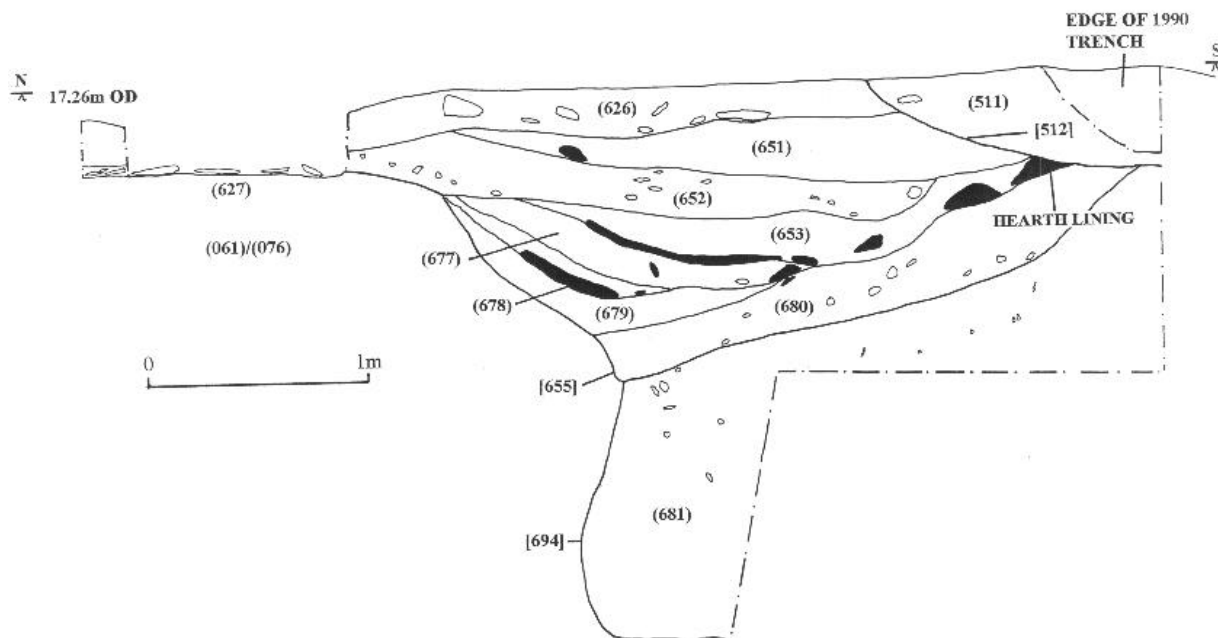 EDGE OF 1990
TRENCH
N
S
17.26m OD
(626)
(511)
[512]
(651)
(627)
(652)
HEARTH LINING
(061)/(076)
(653)
(677)
(678)
(679)
(680)
0
1m
[655]
(681)
[694]